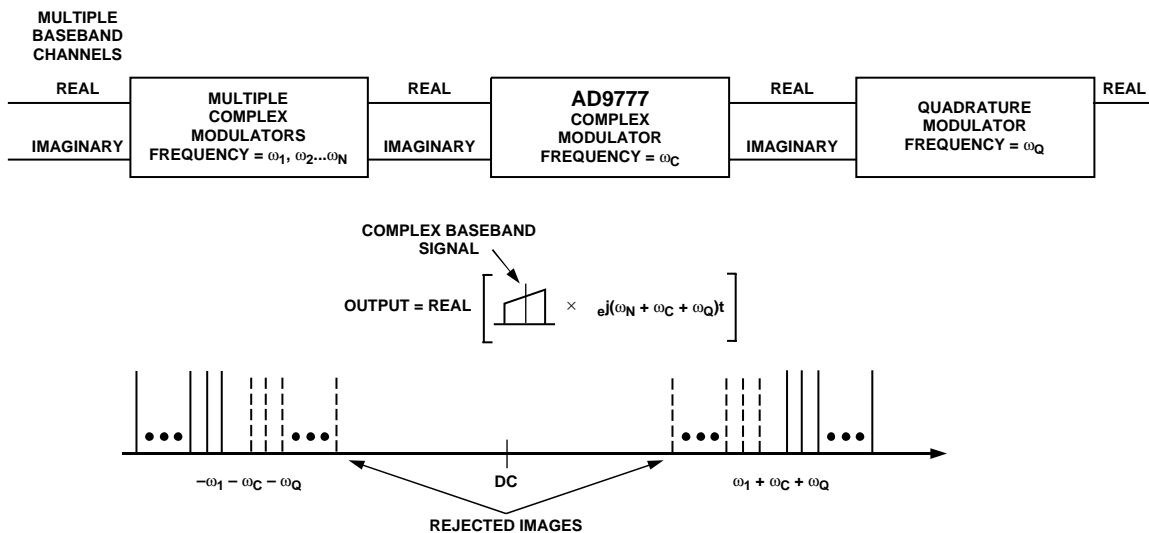 MULTIPLE
BASEBAND
CHANNELS
REAL
IMAGINARY
MULTIPLE
COMPLEX
MODULATORS
FREQUENCY = ω1, ω2...ωN
REAL
IMAGINARY
AD9777
COMPLEX
MODULATOR
FREQUENCY = ωC
REAL
IMAGINARY
QUADRATURE
MODULATOR
FREQUENCY = ωQ
REAL
COMPLEX BASEBAND
SIGNAL
OUTPUT = REAL [ × ej(ωN + ωC + ωQ)t ]
–ω1 – ωC – ωQ
DC
ω1 + ωC + ωQ
REJECTED IMAGES